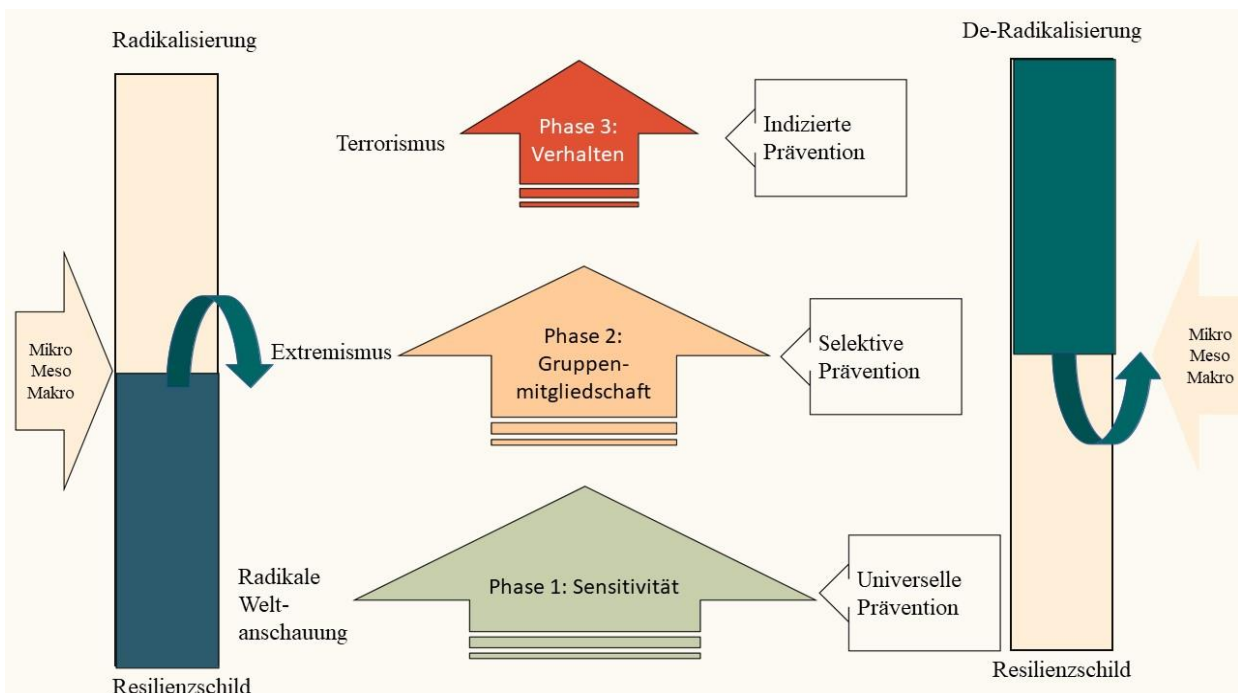 Radikalisierung
De-Radikalisierung
Terrorismus
Phase 3:
Verhalten
Indizierte
Prävention
Mikro
Meso
Makro
Extremismus
Phase 2:
Gruppen-
mitgliedschaft
Selektive
Prävention
Mikro
Meso
Makro
Radikale
Welt-
anschauung
Phase 1: Sensitivität
Universelle
Prävention
Resilienzschild
Resilienzschild